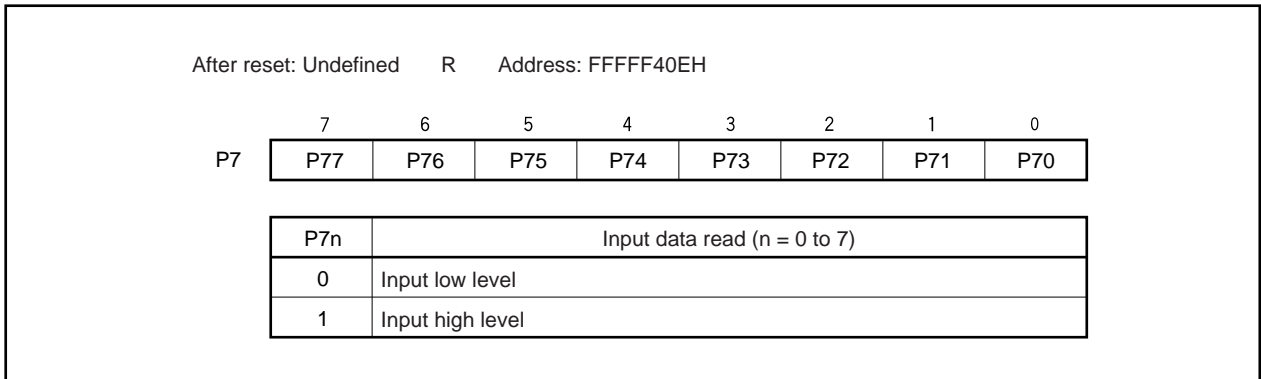 After reset: Undefined R Address: FFFFF40EH
7 6 5 4 3 2 1 0
P7 P77 P76 P75 P74 P73 P72 P71 P70
P7n Input data read (n = 0 to 7)
0 Input low level
1 Input high level